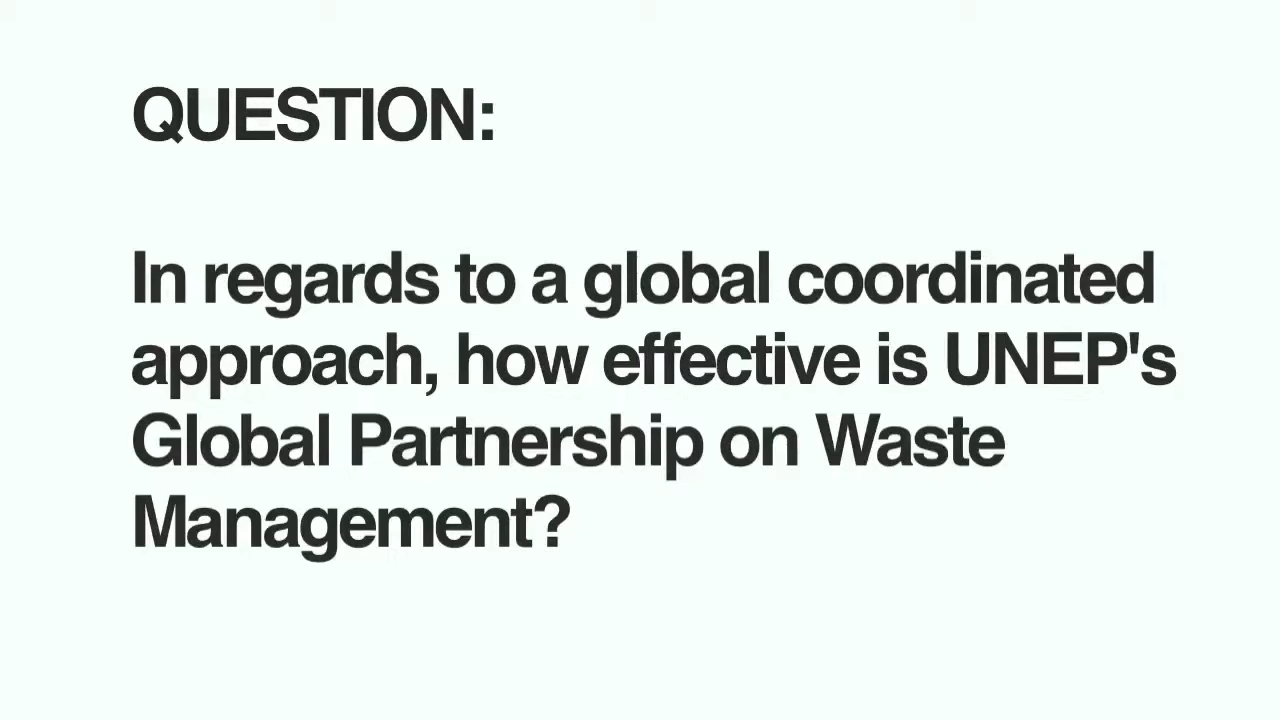 QUESTION:
In regards to a global coordinated
approach, how effective is UNEP's
Global Partnership on Waste
Management?